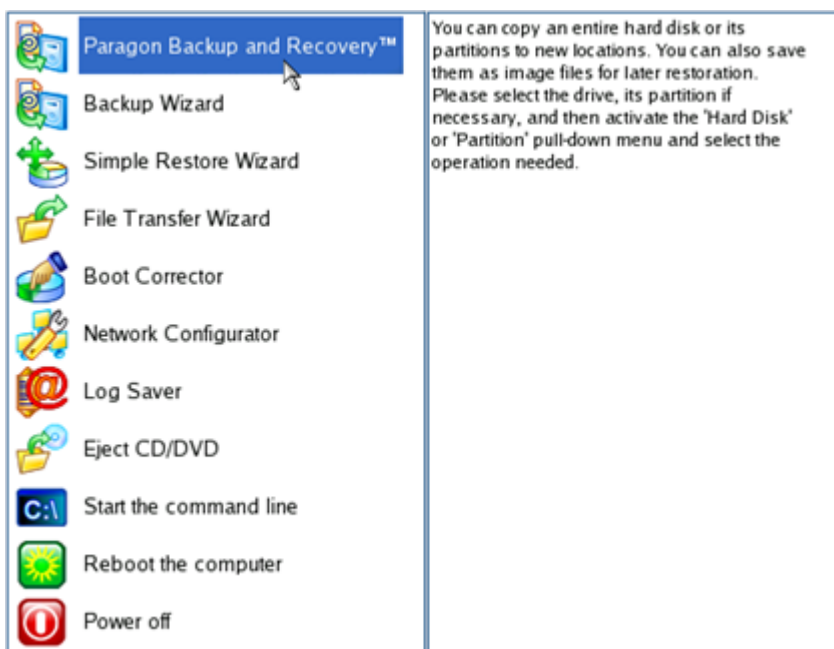 Paragon Backup and Recovery™
Backup Wizard
Simple Restore Wizard
File Transfer Wizard
Boot Corrector
Network Configurator
Log Saver
Eject CD/DVD
C:\
Start the command line
Reboot the computer
Power off
You can copy an entire hard disk or its
partitions to new locations. You can also save
them as image files for later restoration.
Please select the drive, its partition if
necessary, and then activate the 'Hard Disk'
or 'Partition' pull-down menu and select the
operation needed.